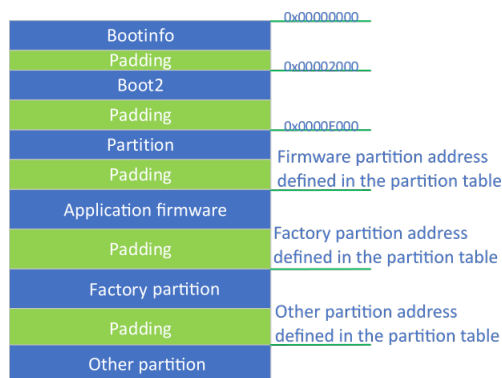 0x00000000
Bootinfo
Padding
0x00002000
Boot2
Padding
0x0000E000
Partition
Firmware partition address
defined in the partition table
Padding
Application firmware
Factory partition address
defined in the partition table
Padding
Factory partition
Other partition address
defined in the partition table
Padding
Other partition